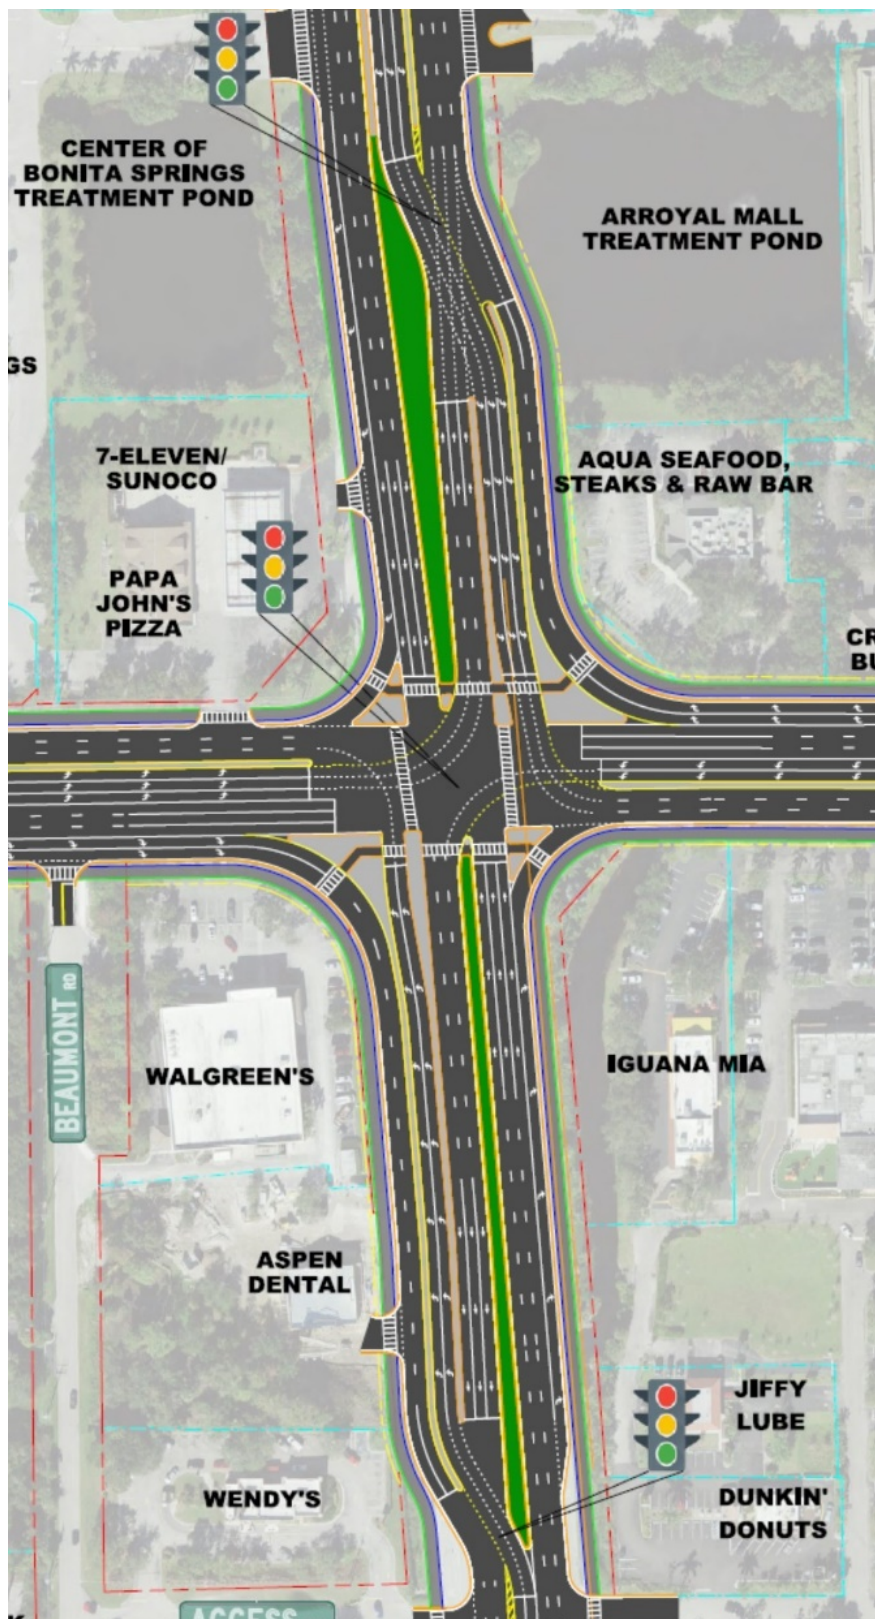 CENTER OF
BONITA SPRINGS
TREATMENT POND
ARROYAL MALL
TREATMENT POND
GS
7-ELEVEN/
SUNOCO
AQUA SEAFOOD,
STEAKS & RAW BAR
PAPA
JOHN'S
PIZZA
CR
BU
BEAUMONT RD
WALGREEN'S
IGUANA MIA
ASPEN
DENTAL
JIFFY
LUBE
WENDY'S
DUNKIN'
DONUTS
ACCESS